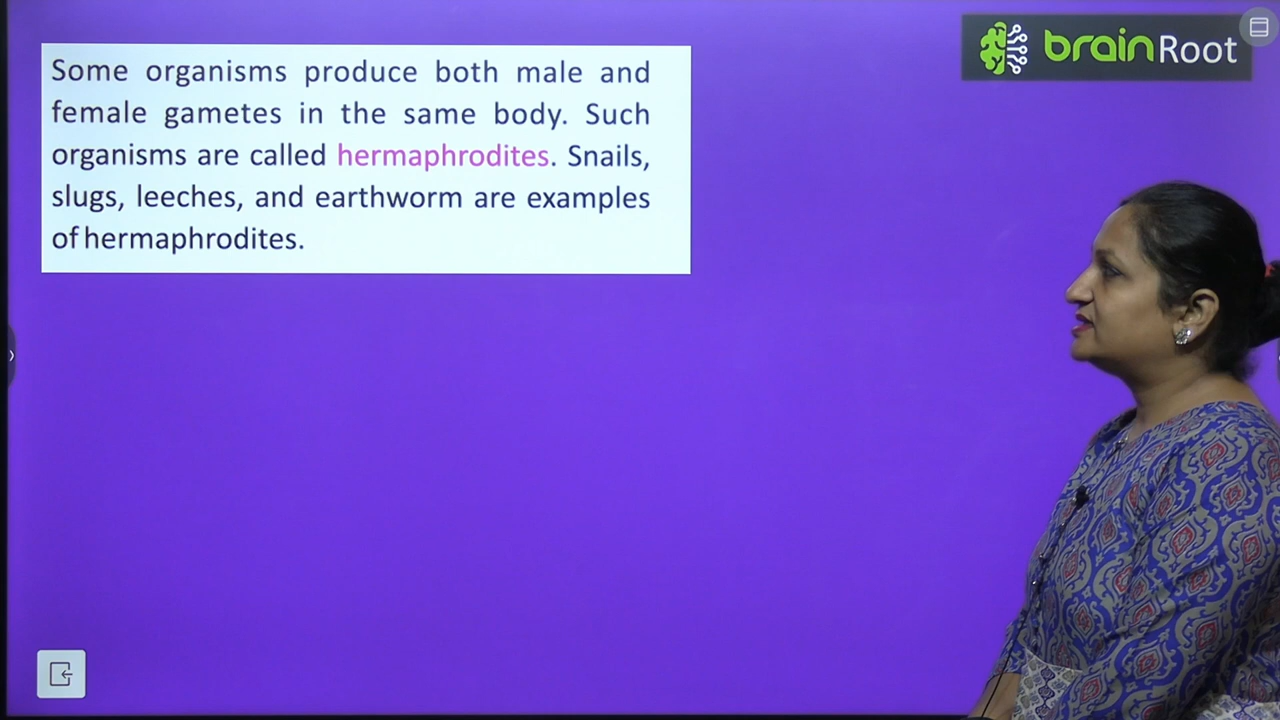 brainRoot
Some organisms produce both male and
female gametes in the same body. Such
organisms are called hermaphrodites. Snails,
slugs, leeches, and earthworm are examples
of hermaphrodites.